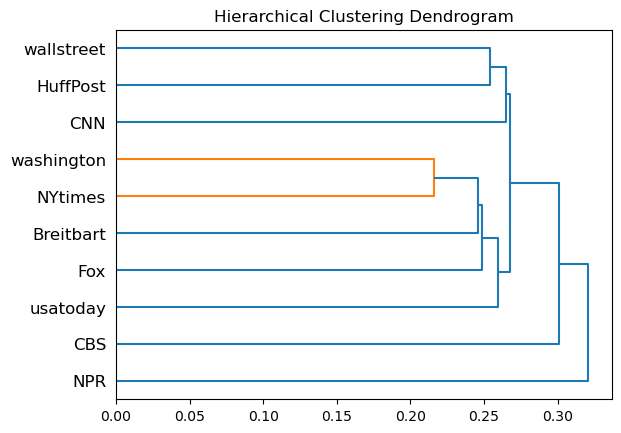 Hierarchical Clustering Dendrogram
wallstreet
HuffPost
CNN
washington
NYtimes
Breitbart
Fox
usatoday
CBS
NPR
0.00 0.05 0.10 0.15 0.20 0.25 0.30